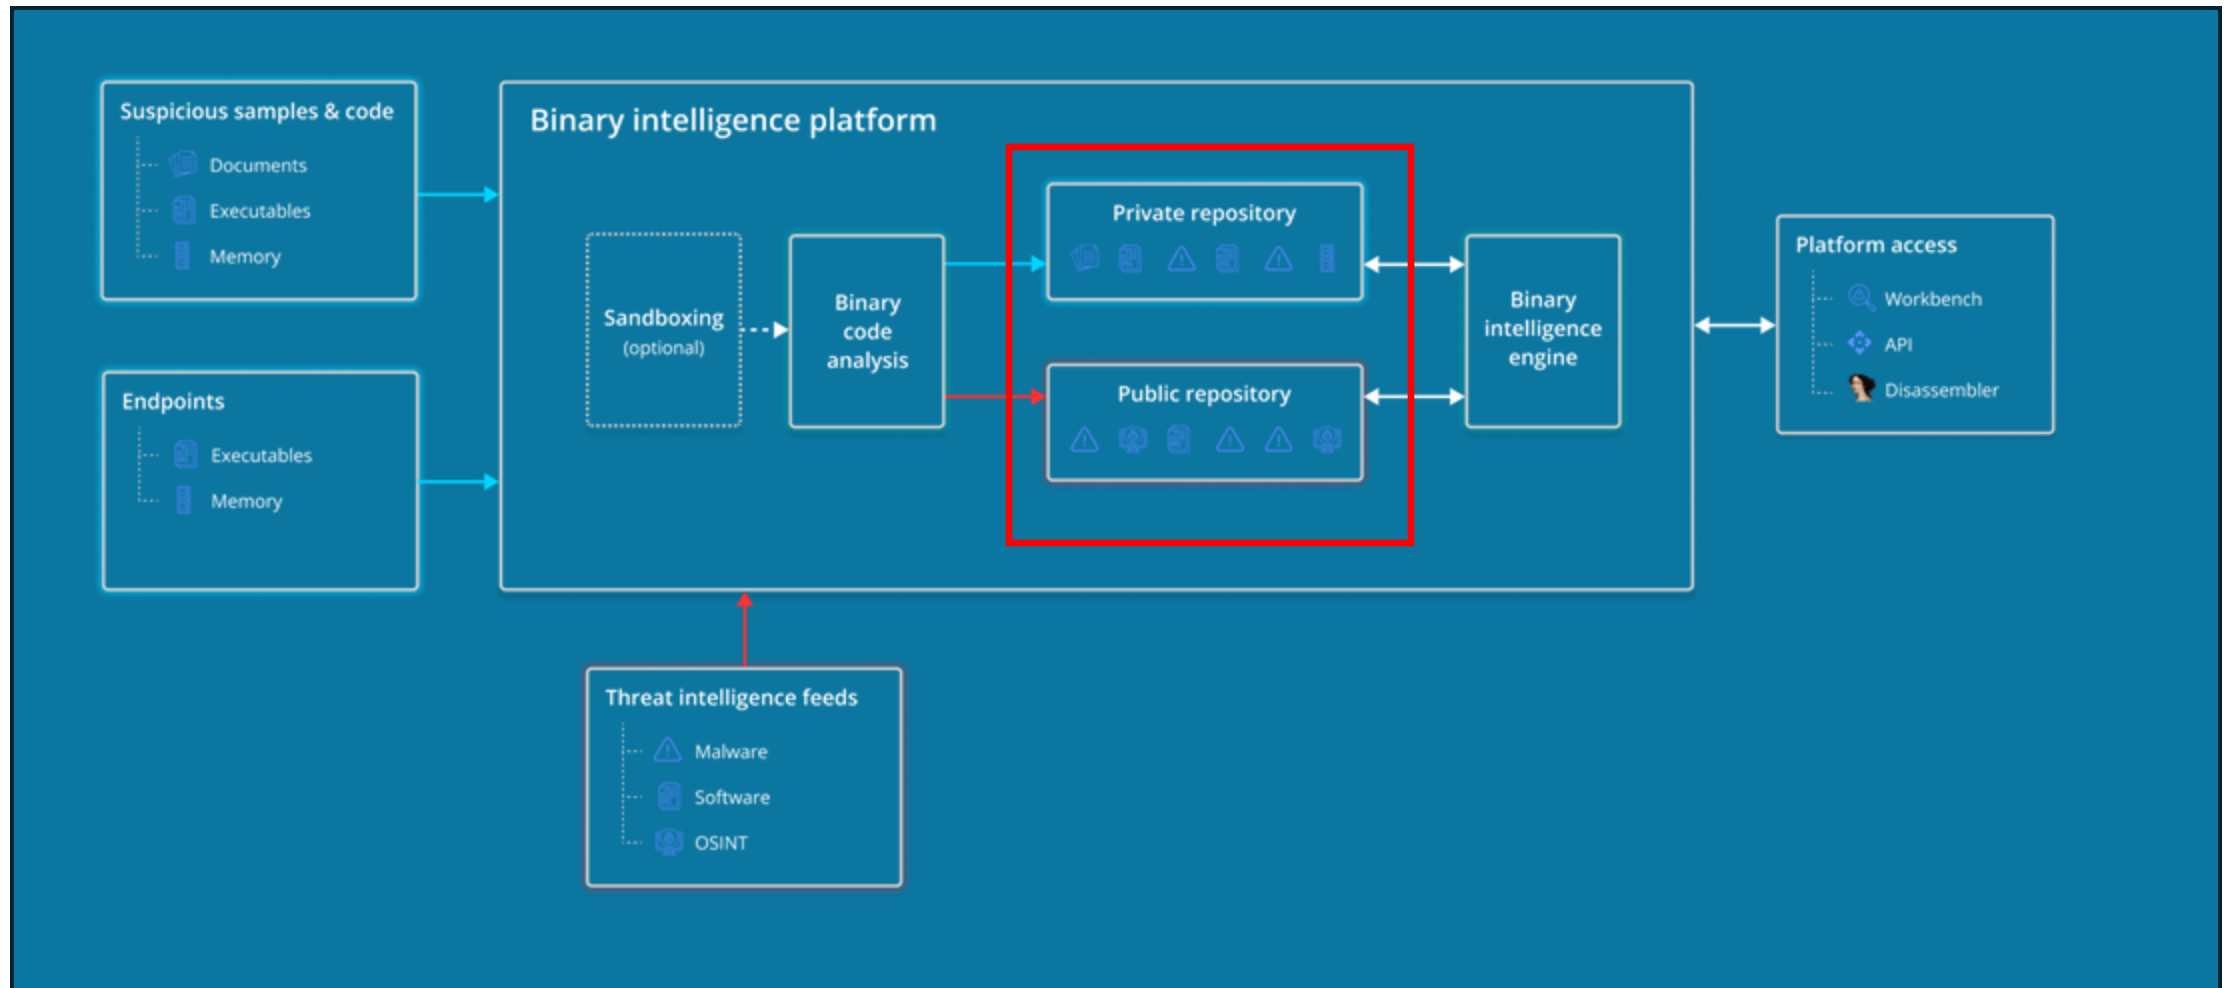 Suspicious samples & code
Documents
Executables
Memory
Endpoints
Executables
Memory
Binary intelligence platform
Sandboxing
(optional)
Binary
code
analysis
Private repository
Public repository
Binary
intelligence
engine
Platform access
Workbench
API
Disassembler
Threat intelligence feeds
Malware
Software
OSINT